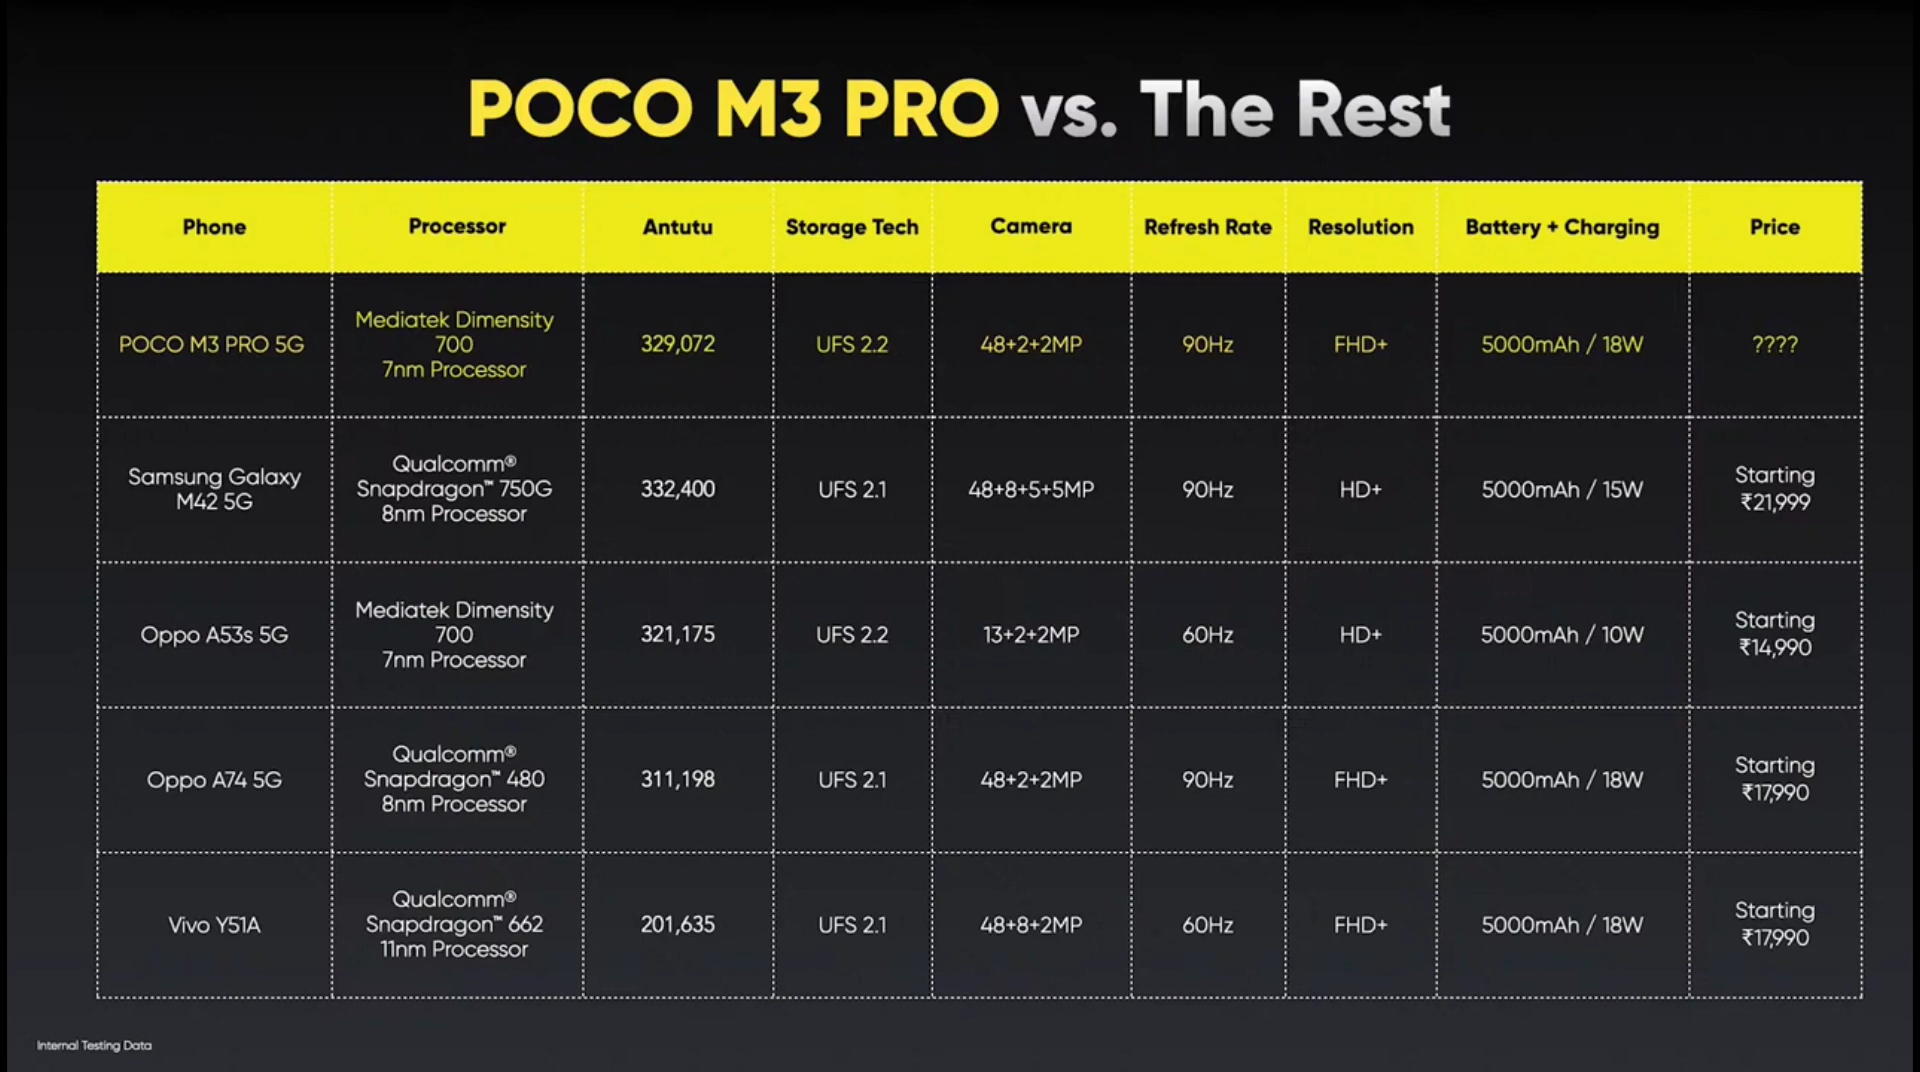 POCO M3 PRO vs. The Rest
Phone Processor Antutu Storage Tech Camera Refresh Rate Resolution Battery + Charging Price
POCO M3 PRO 5G
Mediatek Dimensity
700
7nm Processor
329,072
UFS 2.2
48+2+2MP
90Hz
FHD+
5000mAh / 18W
????
Samsung Galaxy
M42 5G
Qualcomm®
Snapdragon™ 750G
8nm Processor
332,400
UFS 2.1
48+8+5+5MP
90Hz
HD+
5000mAh / 15W
Starting
₹21,999
Oppo A53s 5G
Mediatek Dimensity
700
7nm Processor
321,175
UFS 2.2
13+2+2MP
60Hz
HD+
5000mAh / 10W
Starting
₹14,990
Oppo A74 5G
Qualcomm®
Snapdragon™ 480
8nm Processor
311,198
UFS 2.1
48+2+2MP
90Hz
FHD+
5000mAh / 18W
Starting
₹17,990
Vivo Y51A
Qualcomm®
Snapdragon™ 662
11nm Processor
201,635
UFS 2.1
48+8+2MP
60Hz
FHD+
5000mAh / 18W
Starting
₹17,990
Internal Testing Data